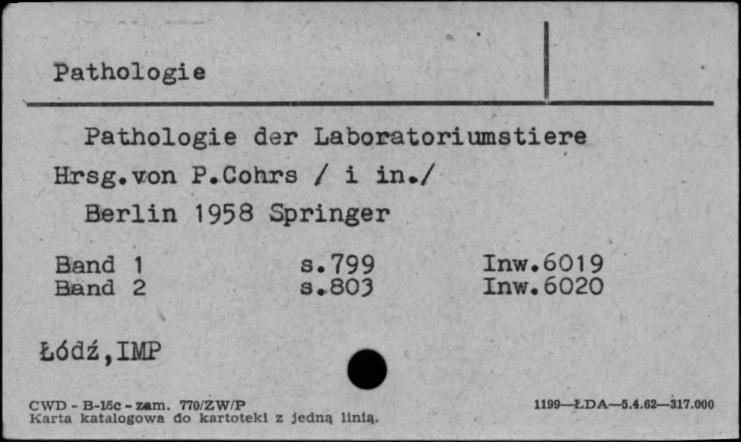 Pathologie
Pathologie der Laboratoriumstiere
Hrsg.von P.Cohrs / i in./
Berlin 1958 Springer
Band 1 s.799 Inw.6019
Band 2 s.803 Inw.6020
Łódź,IMP
CWD - B-15c - zam. 770/ZW/P 1199—ŁDA—5.4.62—317.000
Karta katalogowa do kartoteki z jedną linią.